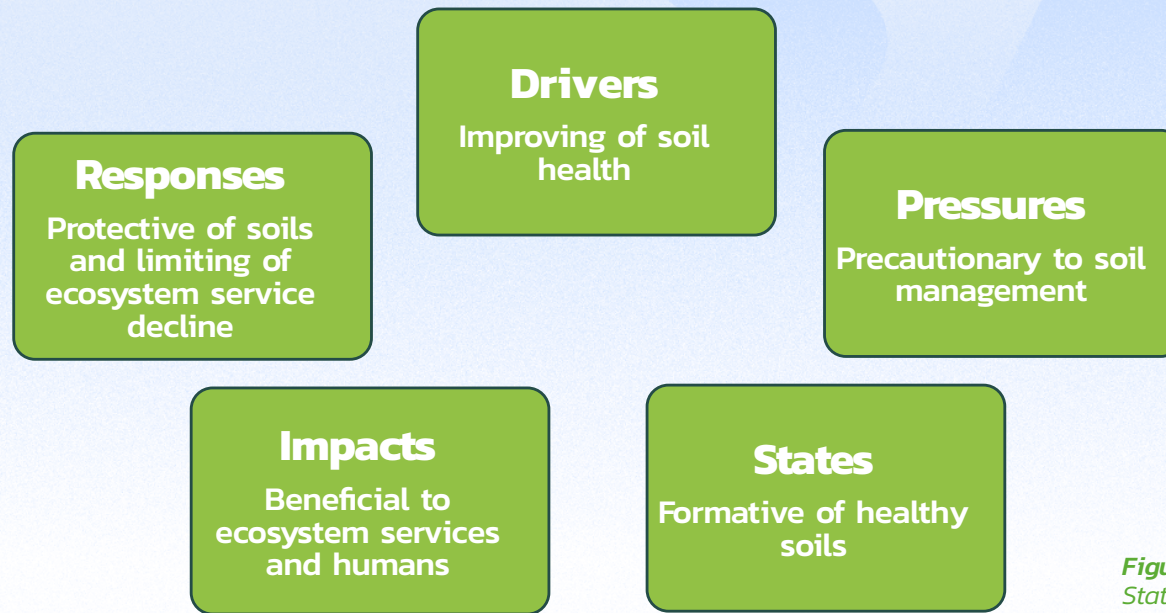 Drivers
Improving of soil
health
Pressures
Precautionary to soil
management
States
Formative of healthy
soils
Impacts
Beneficial to
ecosystem services
and humans
Responses
Protective of soils
and limiting of
ecosystem service
decline